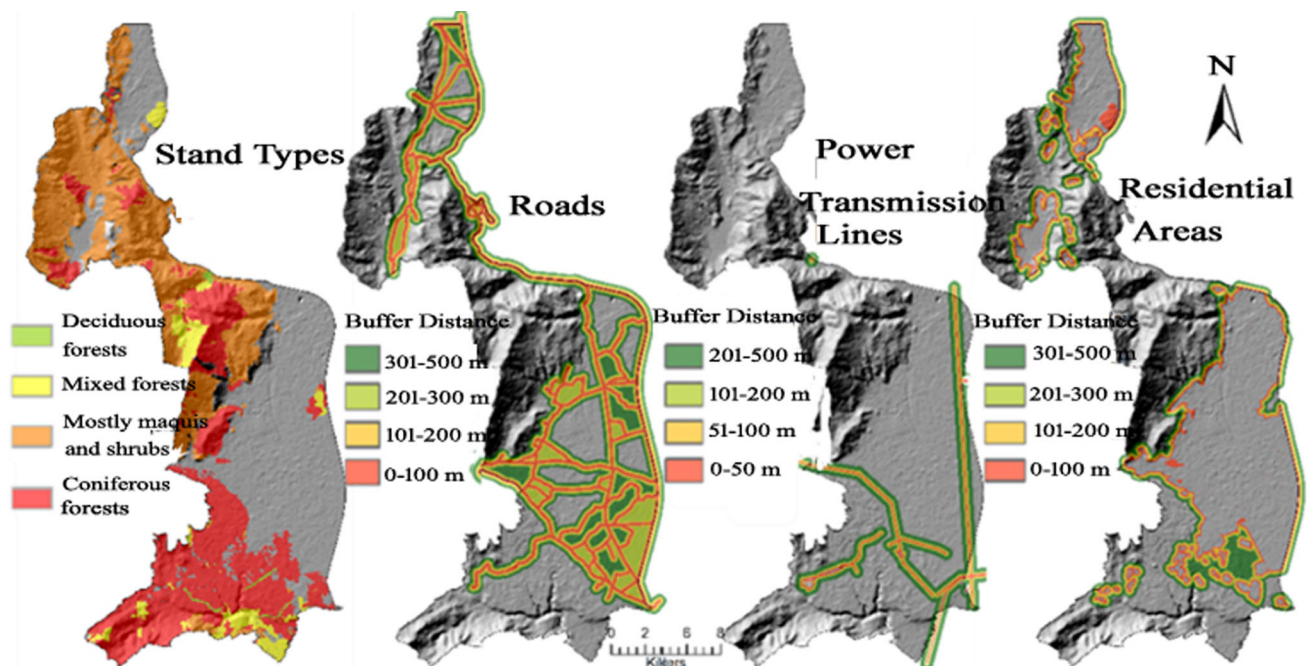 Stand Types
Deciduous
forests
Mixed forests
Mostly maquis
and shrubs
Coniferous
forests
Roads
Buffer Distance
301-500 m
201-300 m
101-200 m
0-100 m
Power
Transmission
Lines
Buffer Distance
201-500 m
101-200 m
51-100 m
0-50 m
N
Residential
Areas
Buffer Distance
301-500 m
201-300 m
101-200 m
0-100 m
0 2 4 6 8